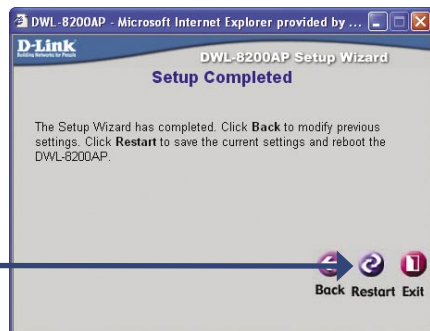 DWL-8200AP - Microsoft Internet Explorer provided by ...
D-Link
Building Networks for People
DWL-8200AP Setup Wizard
Setup Completed
The Setup Wizard has completed. Click Back to modify previous
settings. Click Restart to save the current settings and reboot the
DWL-8200AP.
Back Restart Exit